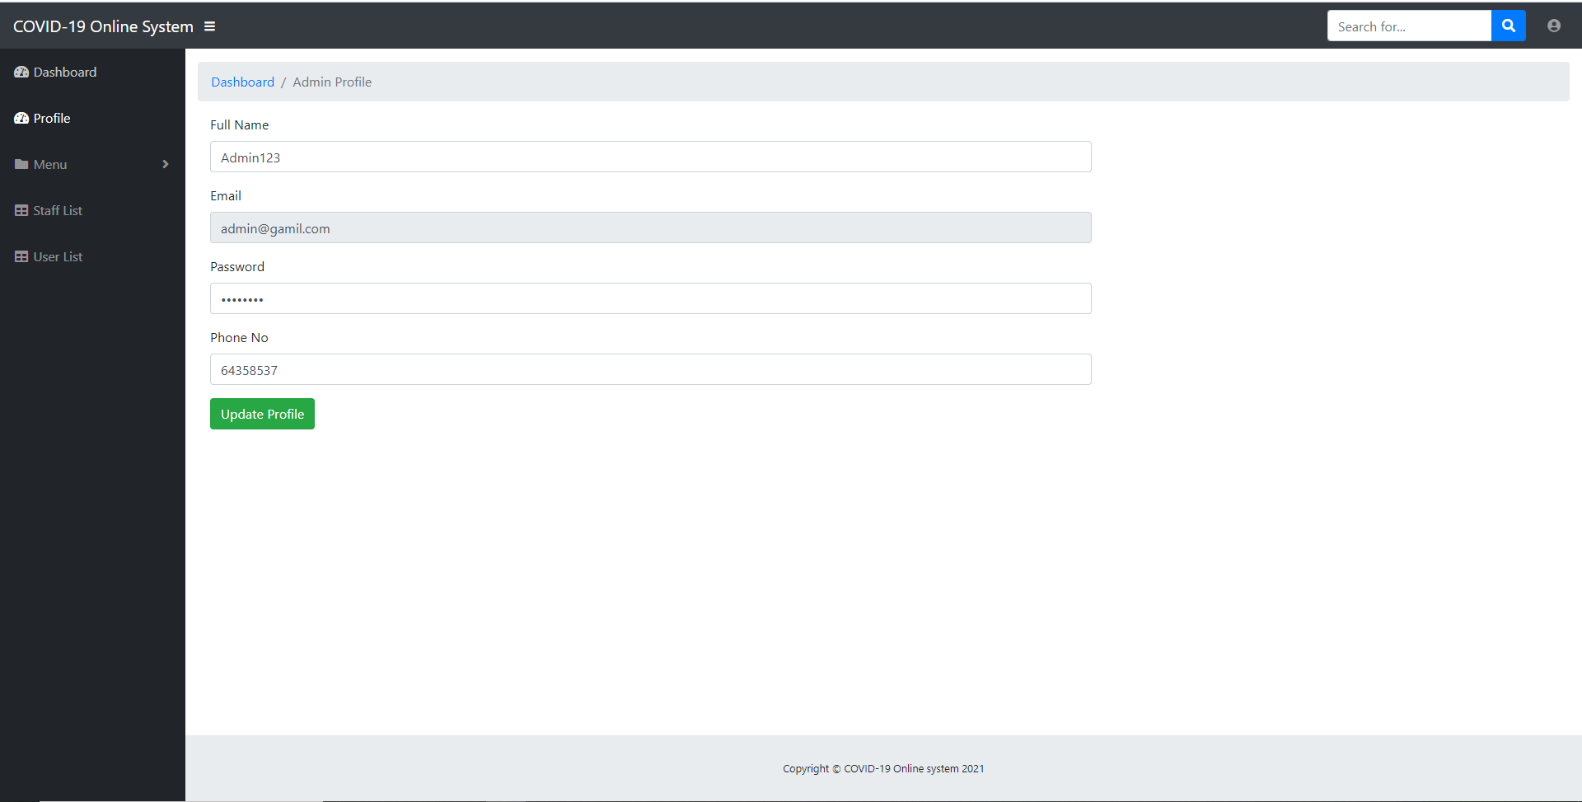 COVID-19 Online System
Search for...
Dashboard
Profile
Menu
Staff List
User List
Dashboard / Admin Profile
Full Name
Admin123
Email
admin@gamil.com
Password
••••••••
Phone No
64358537
Update Profile
Copyright © COVID-19 Online system 2021